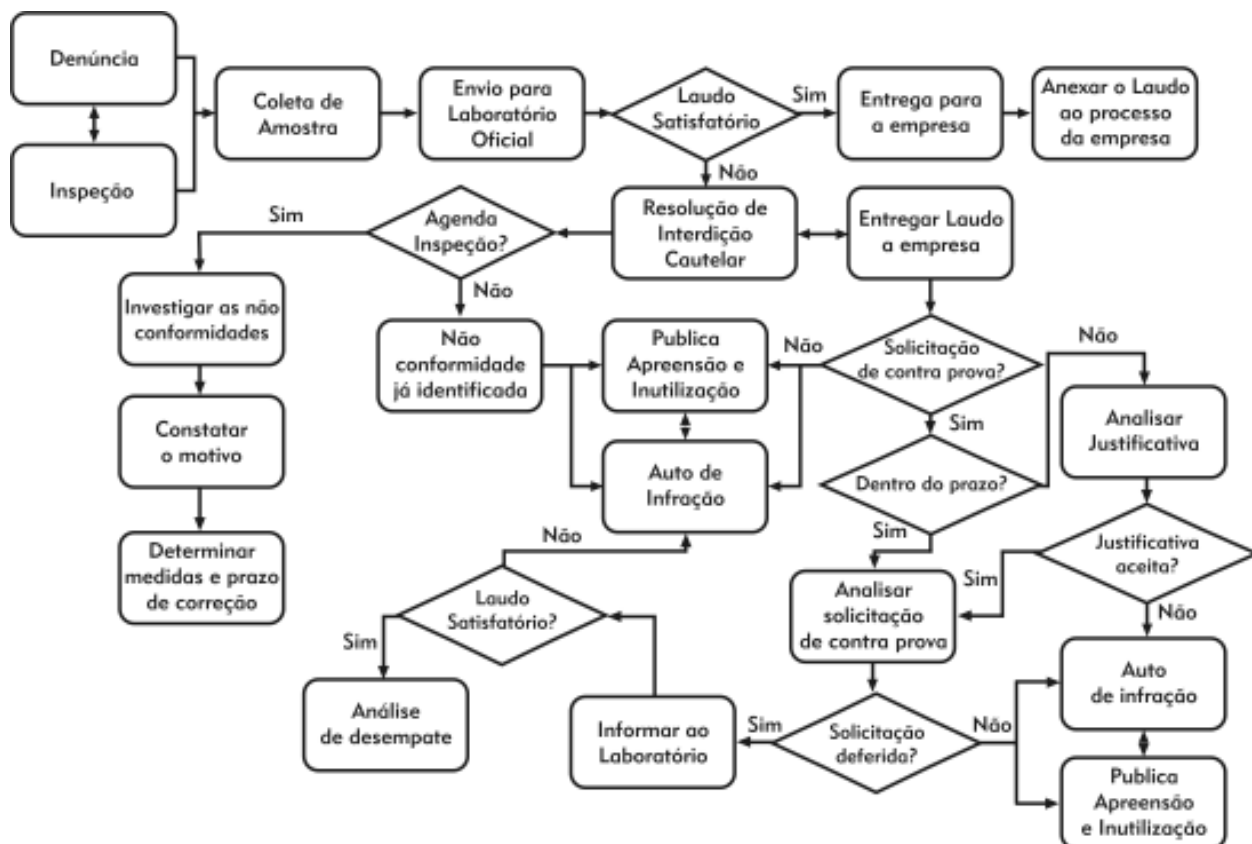 Denúncia
Inspeção
Coleta de
Amostra
Envio para
Laboratório
Oficial
Laudo
Satisfatório
Sim
Entrega para
a empresa
Anexar o Laudo
ao processo
da empresa
Não
Resolução de
Interdição
Cautelar
Entregar Laudo
a empresa
Agenda
Inspeção?
Sim
Investigar as não
conformidades
Constatar
o motivo
Determinar
medidas e prazo
de correção
Não
Não
conformidade
já identificada
Publica
Apreensão e
Inutilização
Auto de
Infração
Não
Solicitação
de contra prova?
Sim
Dentro do prazo?
Não
Analisar
Justificativa
Justificativa
aceita?
Sim
Sim
Analisar
solicitação
de contra prova
Não
Auto
de infração
Publica
Apreensão
e Inutilização
Não
Solicitação
deferida?
Sim
Informar ao
Laboratório
Laudo
Satisfatório?
Não
Sim
Análise
de desempate